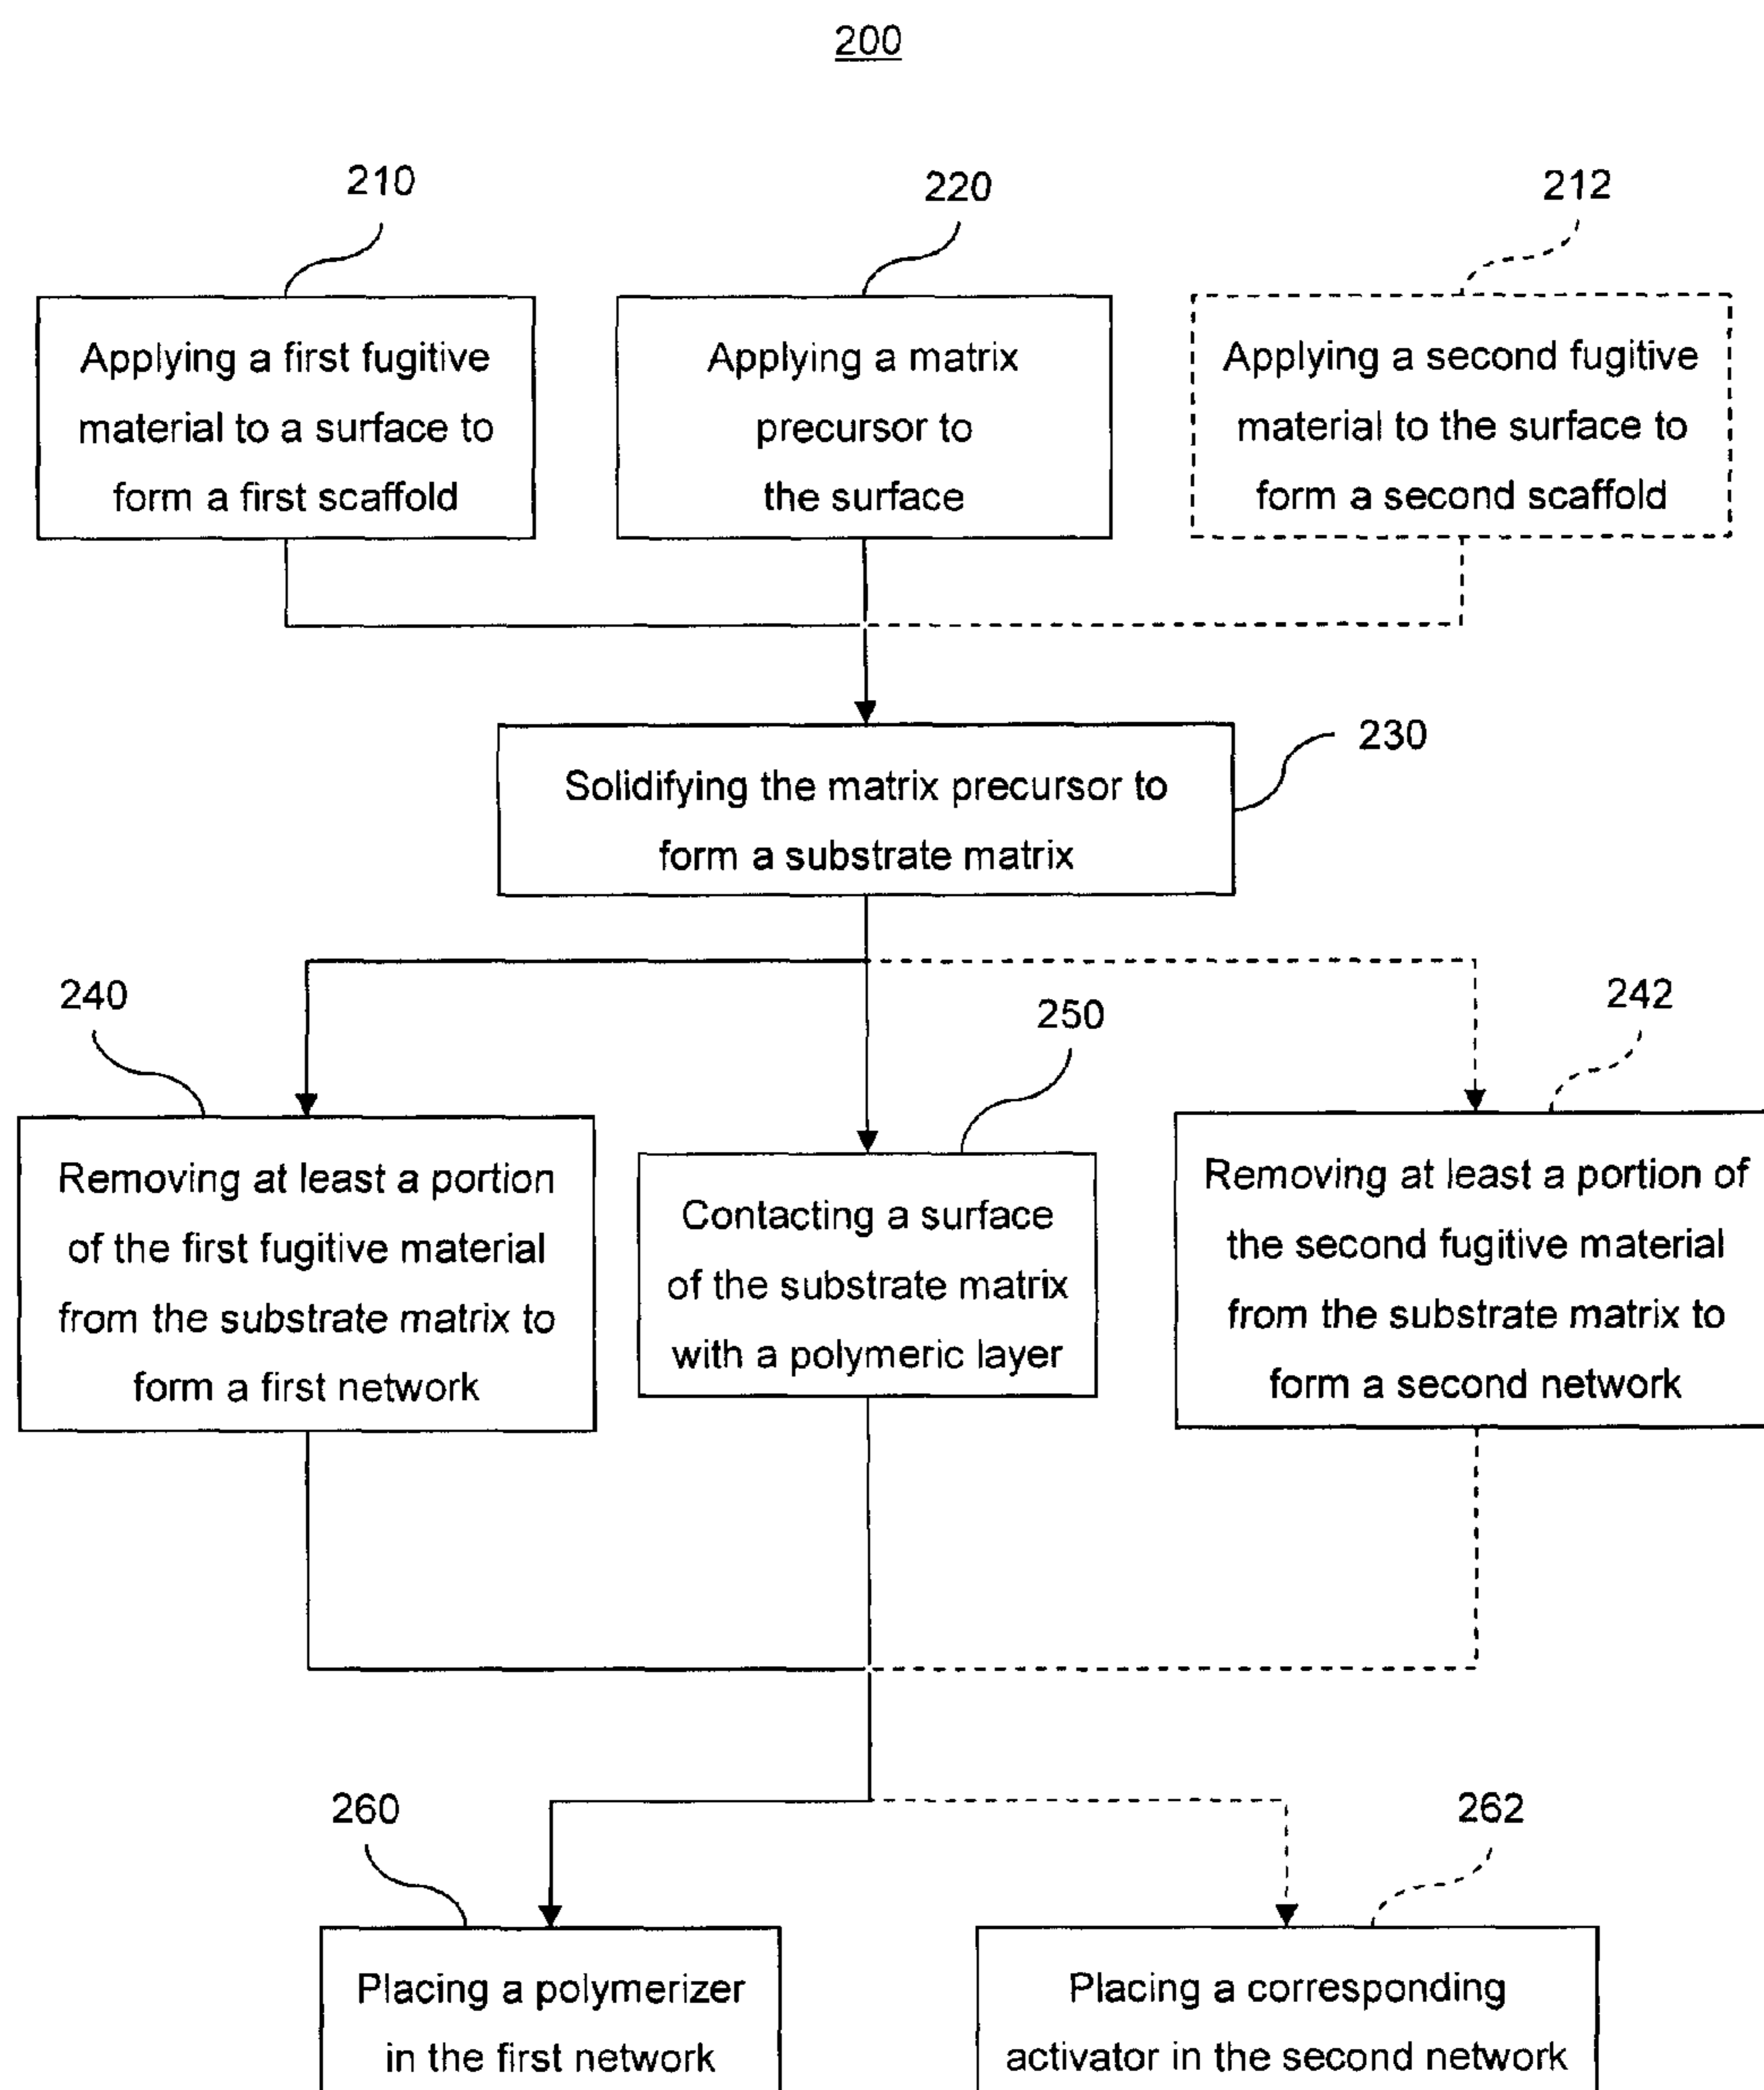 200
210
220
212
Applying a first fugitive
material to a surface to
form a first scaffold
Applying a matrix
precursor to
the surface
Applying a second fugitive
material to the surface to
form a second scaffold
230
Solidifying the matrix precursor to
form a substrate matrix
240
250
242
Removing at least a portion
of the first fugitive material
from the substrate matrix to
form a first network
Contacting a surface
of the substrate matrix
with a polymeric layer
Removing at least a portion of
the second fugitive material
from the substrate matrix to
form a second network
260
262
Placing a polymerizer
in the first network
Placing a corresponding
activator in the second network